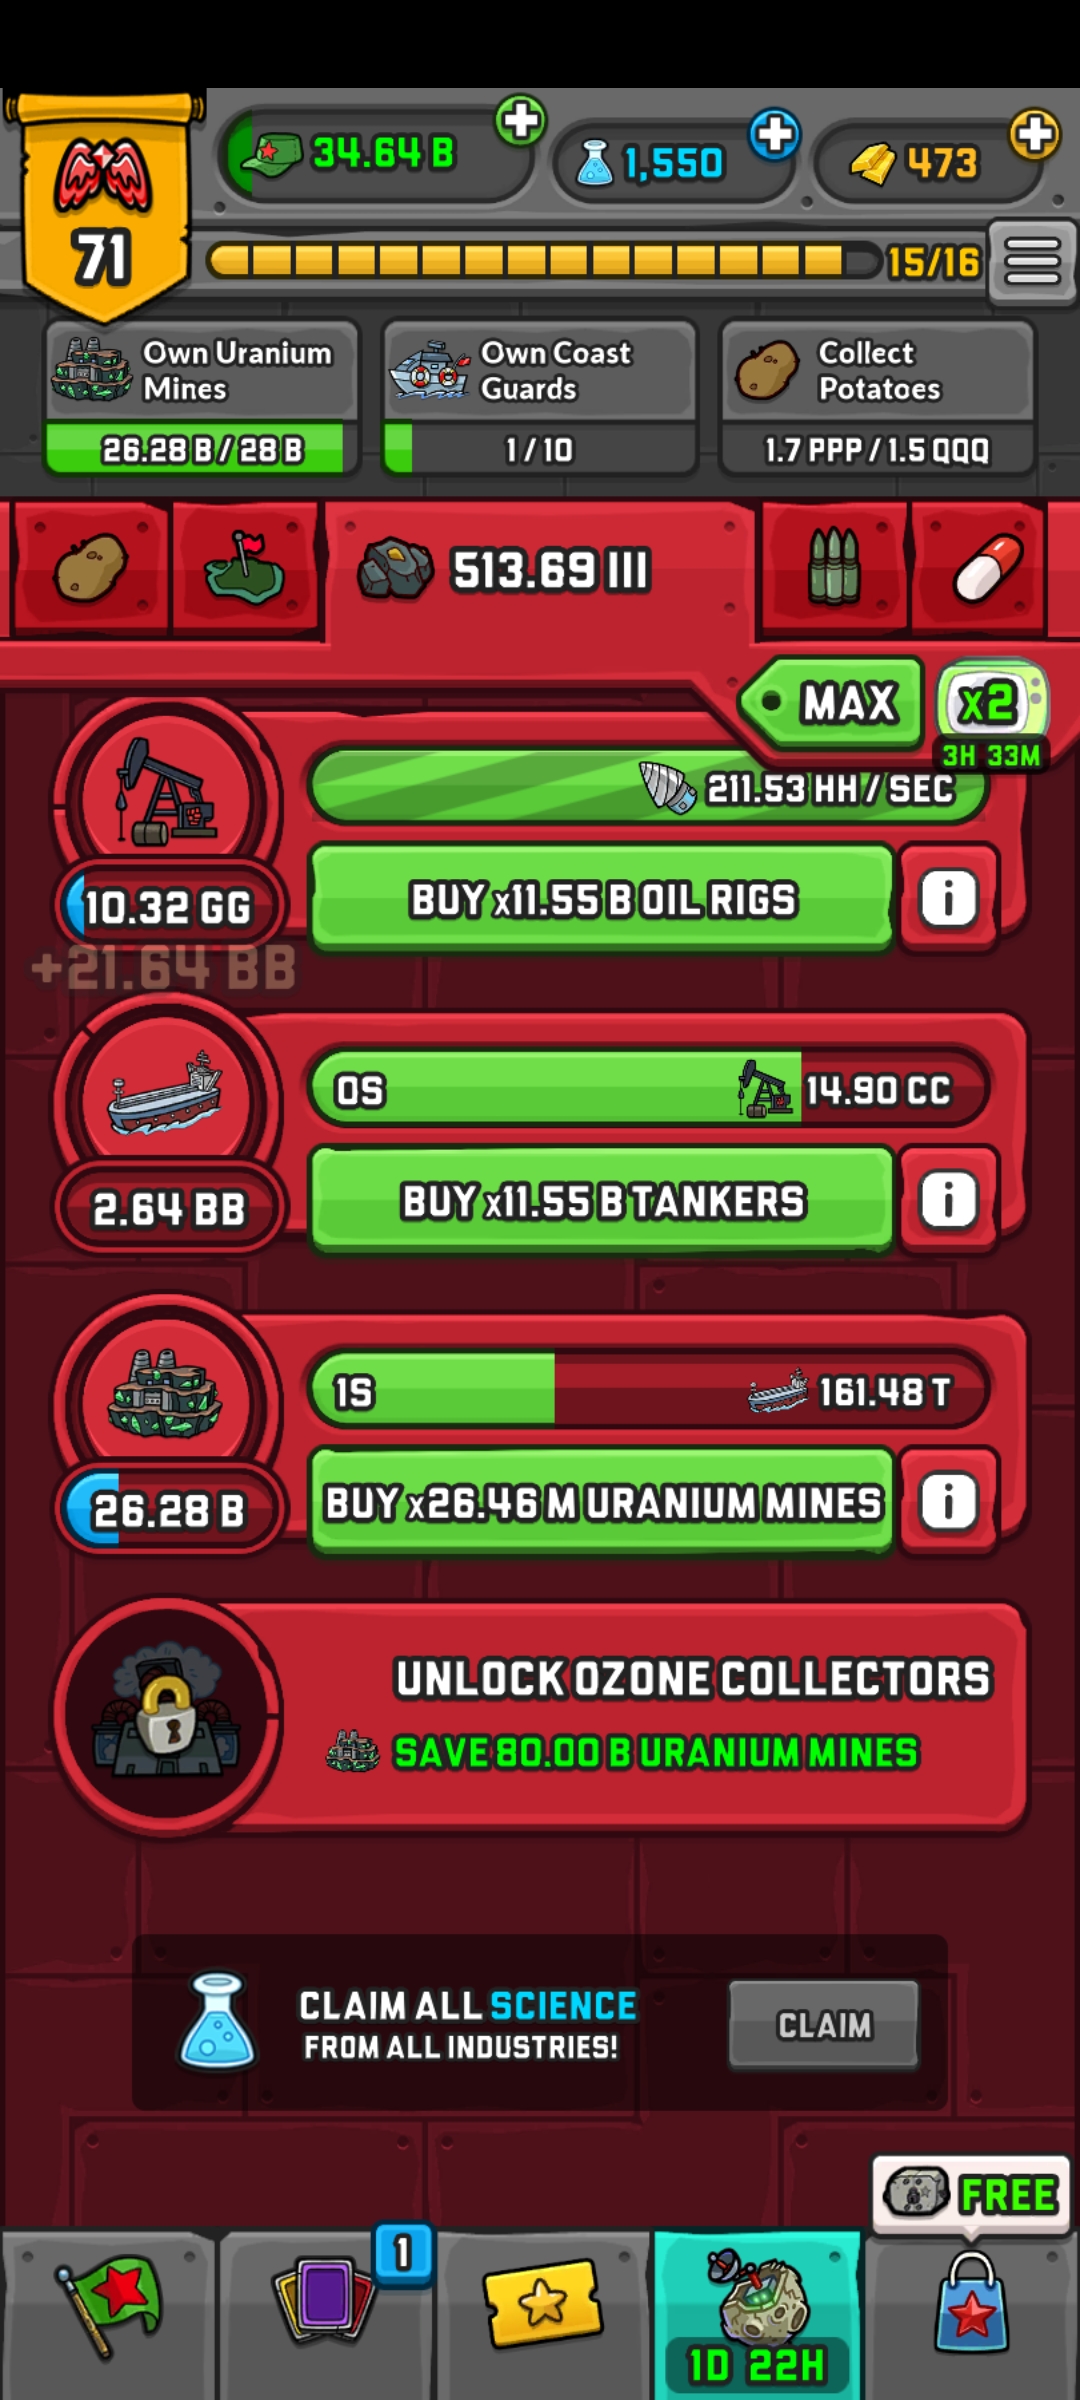 34.64 B
1,550
473
71
15/16
Own Uranium
Mines
26.28 B / 28 B
Own Coast
Guards
1 / 10
Collect
Potatoes
1.7 PPP / 1.5 QQQ
513.69 III
MAX
x2
3H 33M
211.53 HH / SEC
10.32 GG
BUY x11.55 B OIL RIGS
i
+21.64 BB
0S
14.90 CC
2.64 BB
BUY x11.55 B TANKERS
i
1S
161.48 T
26.28 B
BUY x26.46 M URANIUM MINES
i
UNLOCK OZONE COLLECTORS
SAVE 80.00 B URANIUM MINES
CLAIM ALL SCIENCE
FROM ALL INDUSTRIES!
CLAIM
FREE
1
1D 22H